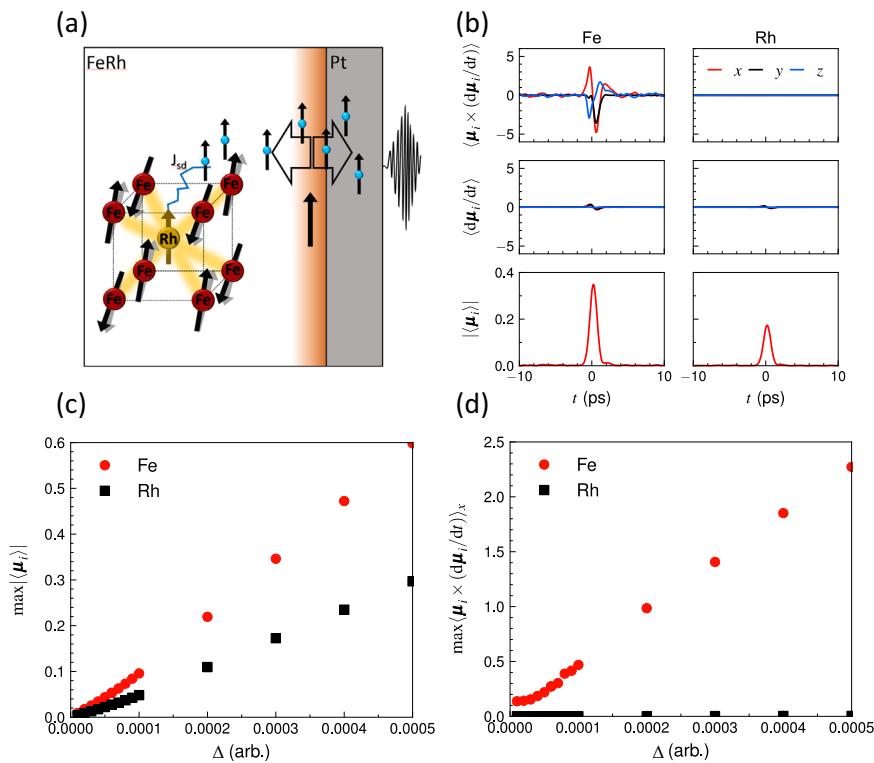 (a)
FeRh
Pt
J_sd
Fe
Fe
Fe
Fe
Rh
Fe
Fe
Fe
Fe
(b)
Fe
Rh
⟨μ_i × (dμ_i/dt)⟩
5
0
−5
x y z
⟨dμ_i/dt⟩
5
0
−5
|⟨μ_i⟩|
0.4
0.2
0.0
−10 0 10
−10 0 10
t (ps)
t (ps)
(c)
max|⟨μ_i⟩|
0.6
0.5
0.4
0.3
0.2
0.1
0.0
Fe
Rh
0.0000 0.0001 0.0002 0.0003 0.0004 0.0005
Δ (arb.)
(d)
max⟨μ_i × (dμ_i/dt)⟩_x
2.5
2.0
1.5
1.0
0.5
0.0
Fe
Rh
0.0000 0.0001 0.0002 0.0003 0.0004 0.0005
Δ (arb.)